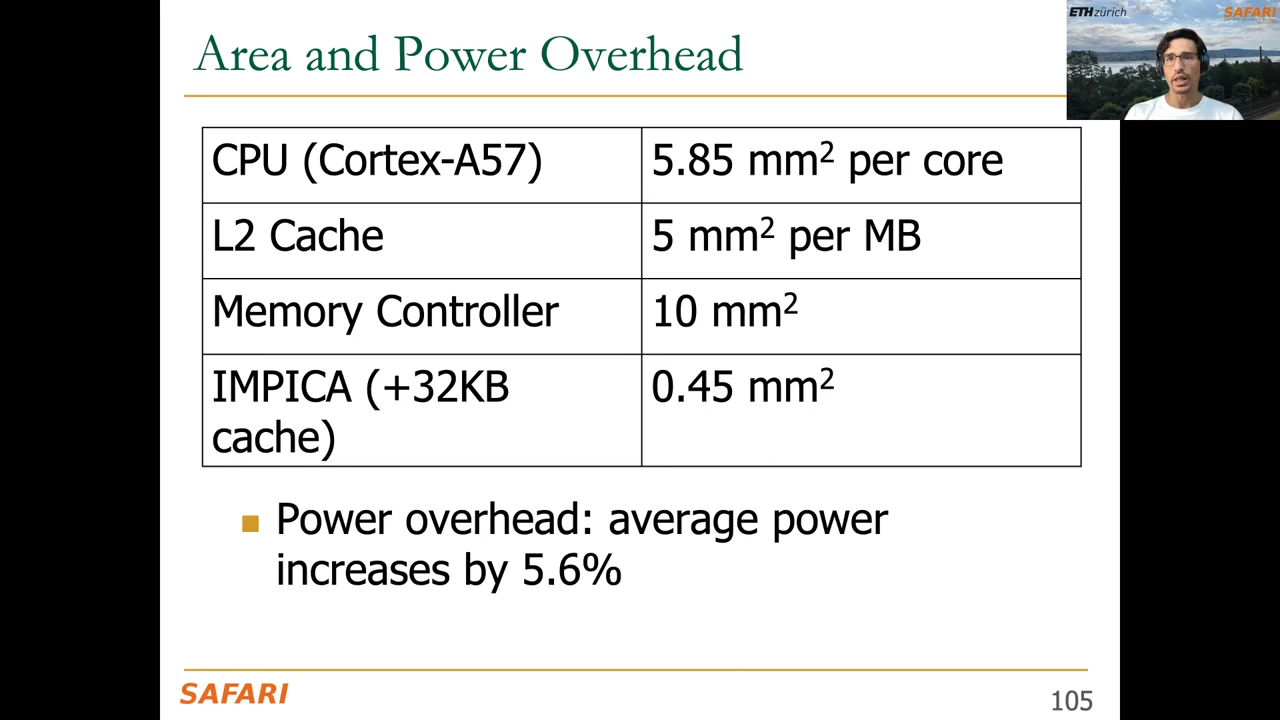 Area and Power Overhead
ETH zürich
SAFARI
CPU (Cortex-A57)
5.85 mm² per core
L2 Cache
5 mm² per MB
Memory Controller
10 mm²
IMPICA (+32KB
cache)
0.45 mm²
Power overhead: average power
increases by 5.6%
SAFARI
105